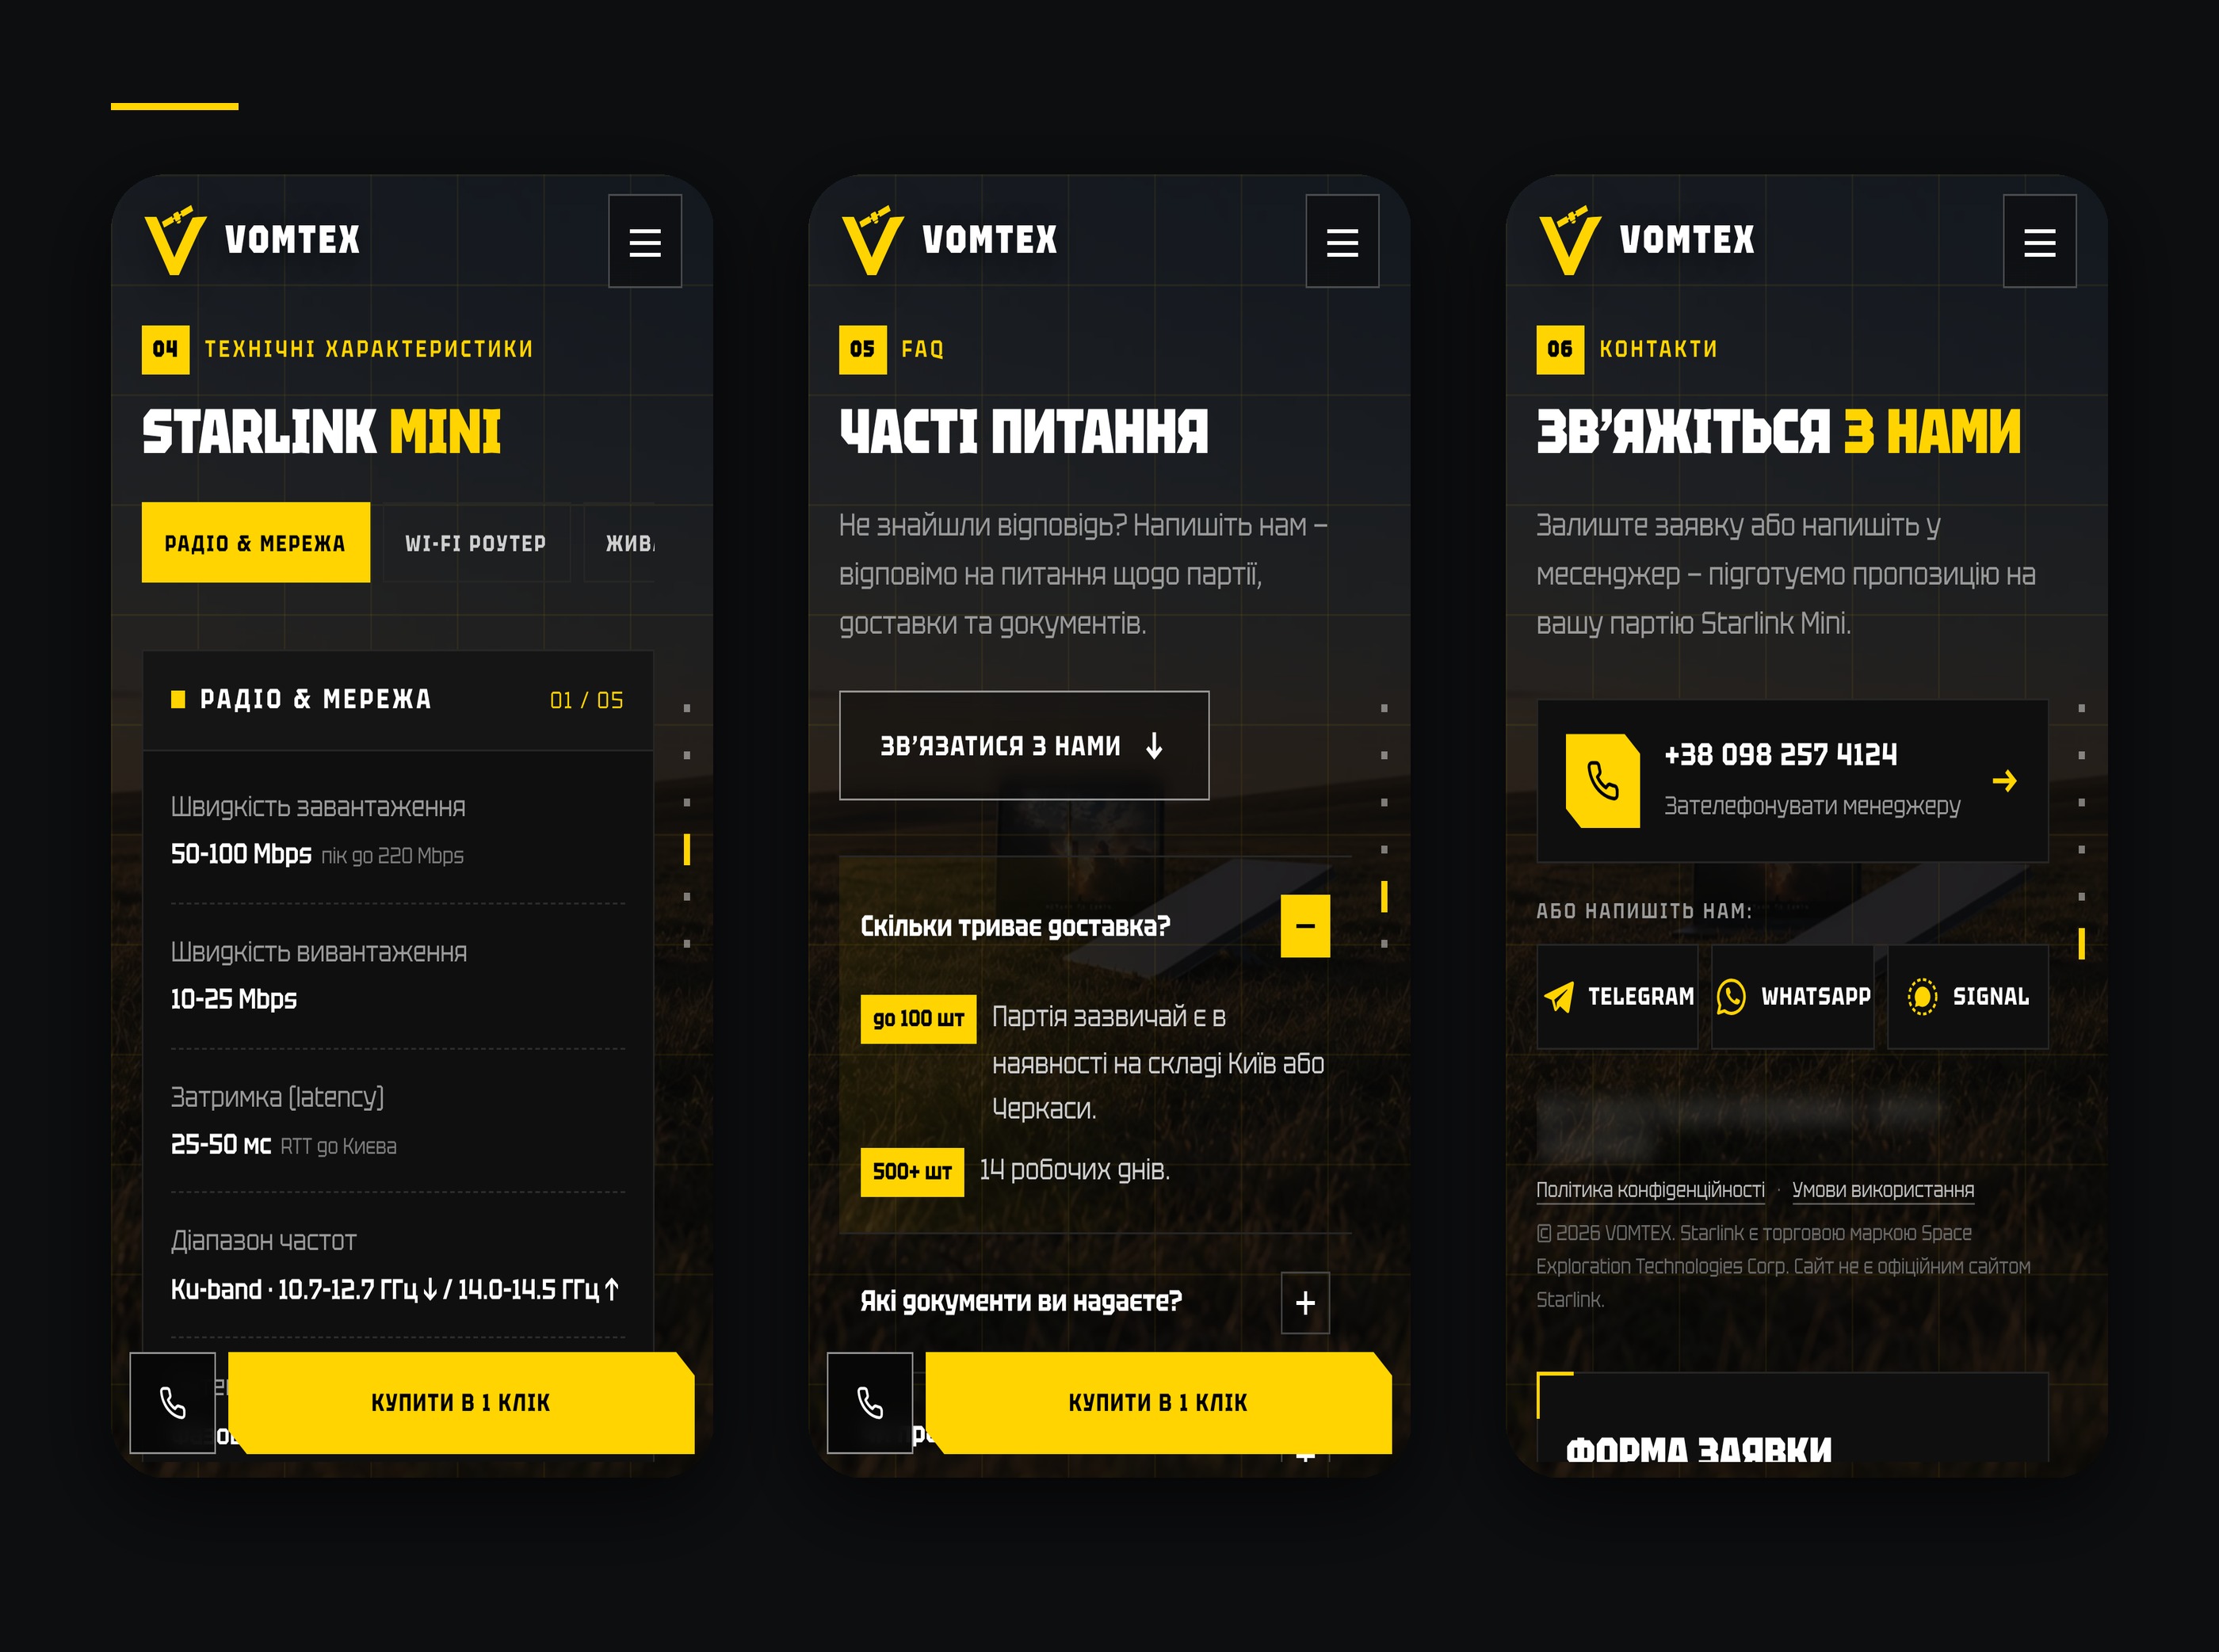 VOMTEX
04 ТЕХНІЧНІ ХАРАКТЕРИСТИКИ
STARLINK MINI
РАДІО & МЕРЕЖА WI-FI РОУТЕР
РАДІО & МЕРЕЖА 01 / 05
Швидкість завантаження
50-100 Mbps пік до 220 Mbps
Швидкість вивантаження
10-25 Mbps
Затримка (latency)
25-50 мс RTT до Києва
Діапазон частот
Ku-band · 10.7-12.7 ГГц ↓ / 14.0-14.5 ГГц ↑
КУПИТИ В 1 КЛІК
VOMTEX
05 FAQ
ЧАСТІ ПИТАННЯ
Не знайшли відповідь? Напишіть нам –
відповімо на питання щодо партії,
доставки та документів.
ЗВ’ЯЗАТИСЯ З НАМИ ↓
Скільки триває доставка?
до 100 шт Партія зазвичай є в
наявності на складі Київ або
Черкаси.
500+ шт 14 робочих днів.
Які документи ви надаєте?
КУПИТИ В 1 КЛІК
VOMTEX
06 КОНТАКТИ
ЗВ’ЯЖІТЬСЯ З НАМИ
Залиште заявку або напишіть у
месенджер – підготуємо пропозицію на
вашу партію Starlink Mini.
+38 098 257 4124
Зателефонувати менеджеру
АБО НАПИШІТЬ НАМ:
TELEGRAM WHATSAPP SIGNAL
Політика конфіденційності · Умови використання
© 2026 VOMTEX. Starlink є торговою маркою Space
Exploration Technologies Corp. Сайт не є офіційним сайтом
Starlink.
ФОРМА ЗАЯВКИ